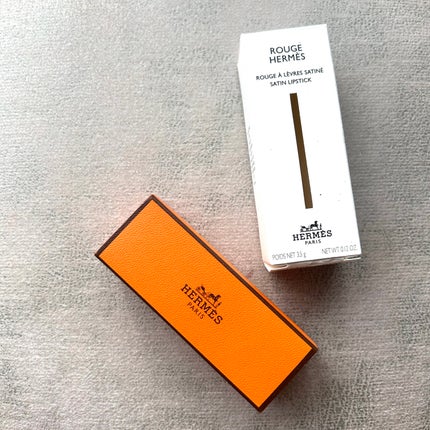 ROUGE
HERMÈS
ROUGE À LÈVRES SATINÉ
SATIN LIPSTICK
HERMÈS
PARIS
POIDS NET 3.5 g NET WT. 0.12 OZ.
HERMÈS
PARIS